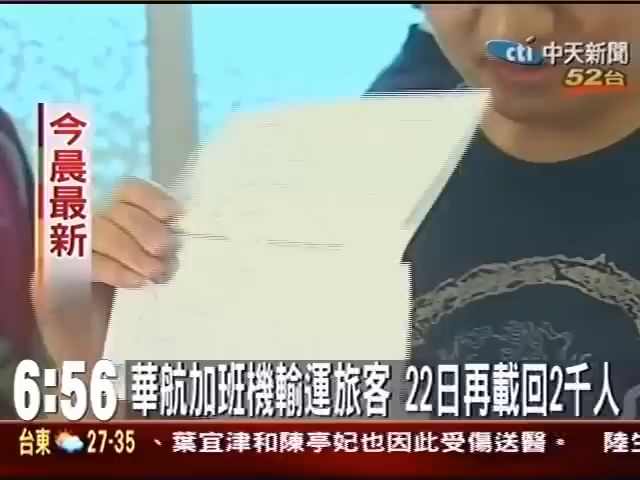 cti 中天新聞
52台
今晨最新
6:56 華航加班機輸運旅客 22日再載回2千人
台東 27-35 、葉宜津和陳亭妃也因此受傷送醫。 陸生